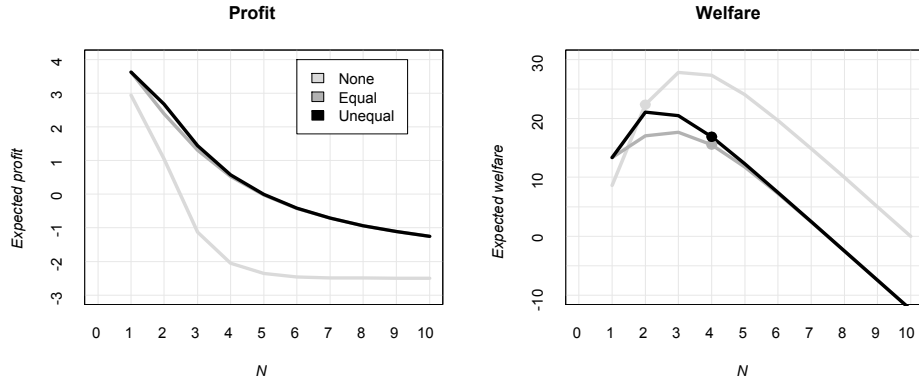 Profit
Expected profit
4
3
2
1
0
-1
-2
-3
None
Equal
Unequal
0 1 2 3 4 5 6 7 8 9 10
N
Welfare
Expected welfare
30
20
10
0
-10
0 1 2 3 4 5 6 7 8 9 10
N